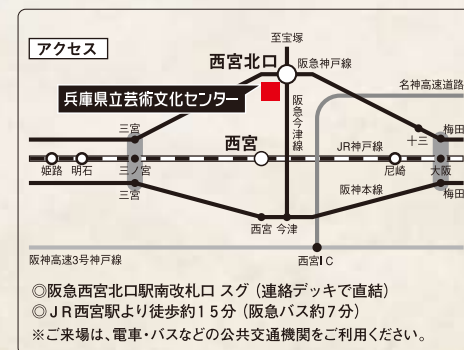 アクセス
至宝塚
西宮北口
阪急神戸線
兵庫県立芸術文化センター
名神高速道路
阪急今津線
三宮
十三
梅田
西宮
JR神戸線
姫路
明石
三ノ宮
尼崎
大阪
三宮
阪神本線
梅田
西宮
今津
阪神高速3号神戸線
西宮IC
◎阪急西宮北口駅南改札口 スグ（連絡デッキで直結）
◎ＪＲ西宮駅より徒歩約１５分（阪急バス約７分）
※ご来場は、電車・バスなどの公共交通機関をご利用ください。